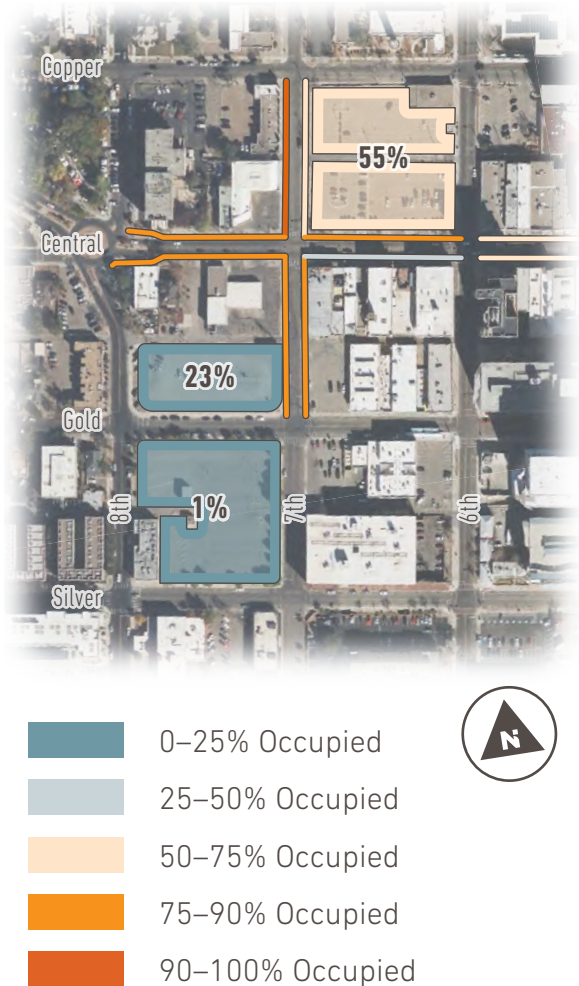 Copper
55%
Central
23%
Gold
8th
1%
7th
6th
Silver
N
0–25% Occupied
25–50% Occupied
50–75% Occupied
75–90% Occupied
90–100% Occupied